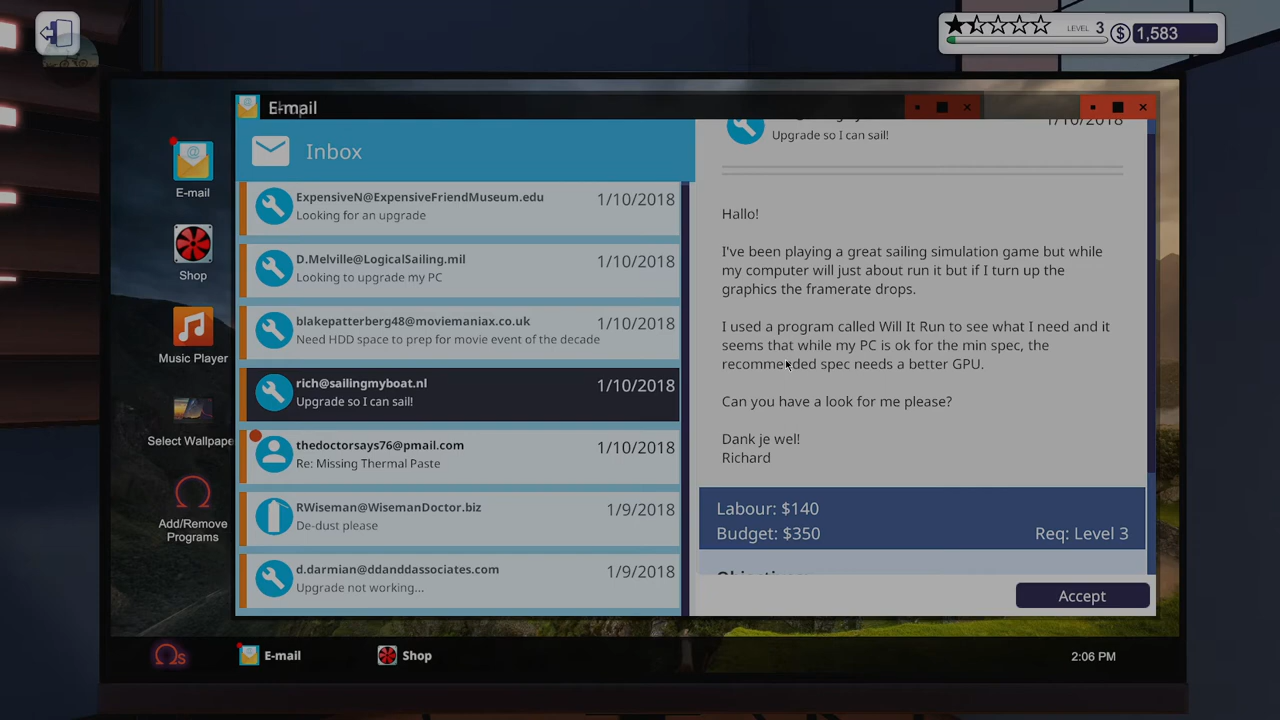 LEVEL 3 $ 1,583
E-mail
Inbox
ExpensiveN@ExpensiveFriendMuseum.edu 1/10/2018
Looking for an upgrade
D.Melville@LogicalSailing.mil 1/10/2018
Looking to upgrade my PC
blakepatterberg48@moviemaniax.co.uk 1/10/2018
Need HDD space to prep for movie event of the decade
rich@sailingmyboat.nl 1/10/2018
Upgrade so I can sail!
thedoctorsays76@pmail.com 1/10/2018
Re: Missing Thermal Paste
RWiseman@WisemanDoctor.biz 1/9/2018
De-dust please
d.darmian@ddanddassociates.com 1/9/2018
Upgrade not working...
1/10/2018
Upgrade so I can sail!
Hallo!
I've been playing a great sailing simulation game but while
my computer will just about run it but if I turn up the
graphics the framerate drops.
I used a program called Will It Run to see what I need and it
seems that while my PC is ok for the min spec, the
recommended spec needs a better GPU.
Can you have a look for me please?
Dank je wel!
Richard
Labour: $140
Budget: $350 Req: Level 3
Accept
E-mail
Shop
Music Player
Select Wallpape
Add/Remove
Programs
Ωs
E-mail
Shop
2:06 PM